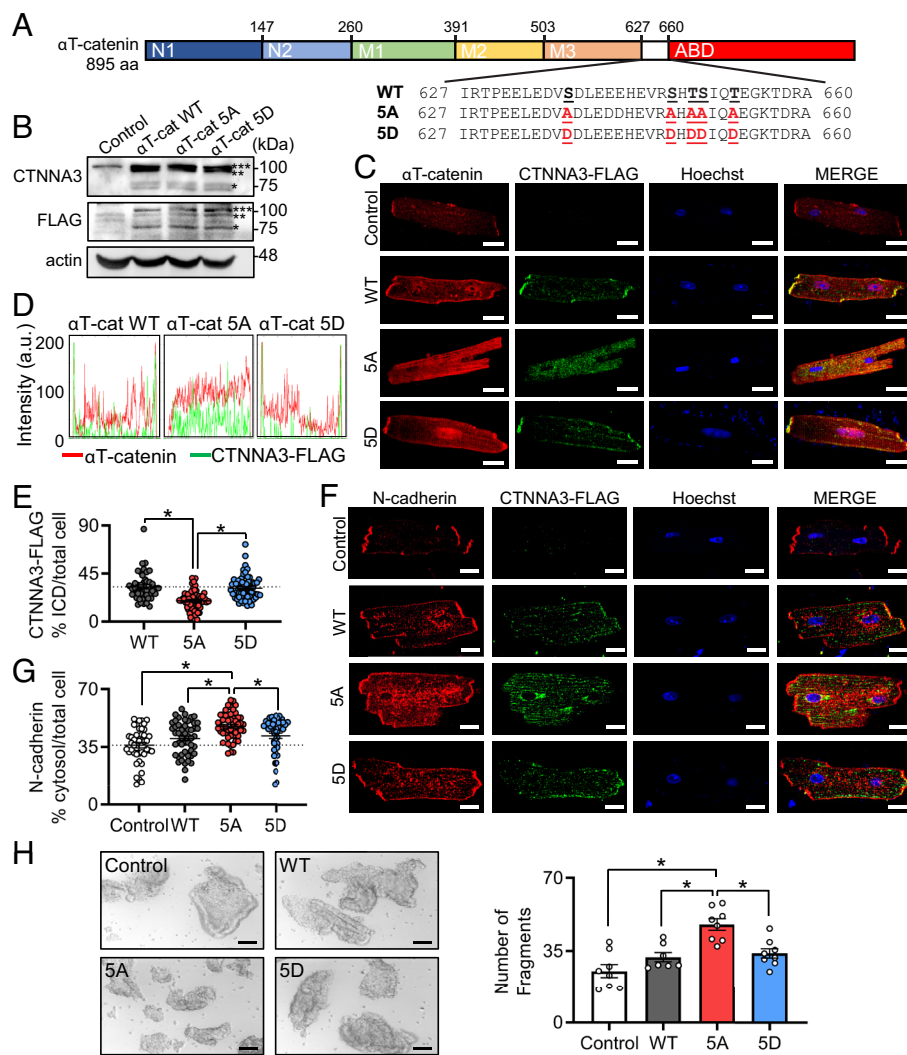 A
147 260 391 503 627 660
αT-catenin
895 aa
N1 N2 M1 M2 M3 ABD
WT 627 IRTPEELEDVSDLEEEHEVRSHTSIQTEGKTDRA 660
5A 627 IRTPEELEDVADLEDDHEVRAHAAIQAEGKTDRA 660
5D 627 IRTPEELEDVDDLEEEHEVRDHDDIQDEGKTDRA 660
B
Control αT-cat WT αT-cat 5A αT-cat 5D (kDa)
CTNNA3
*** -100
**
* -75
FLAG
*** -100
**
* -75
actin
-48
C
αT-catenin CTNNA3-FLAG Hoechst MERGE
Control
WT
5A
5D
D
αT-cat WT αT-cat 5A αT-cat 5D
Intensity (a.u.)
200
100
0
αT-catenin CTNNA3-FLAG
E
CTNNA3-FLAG
% ICD/total cell
90
45
0
* *
WT 5A 5D
F
N-cadherin CTNNA3-FLAG Hoechst MERGE
Control
WT
5A
5D
G
N-cadherin
% cytosol/total cell
70
35
0
*
* *
Control WT 5A 5D
H
Control WT
5A 5D
Number of
Fragments
70
35
0
*
* *
Control WT 5A 5D